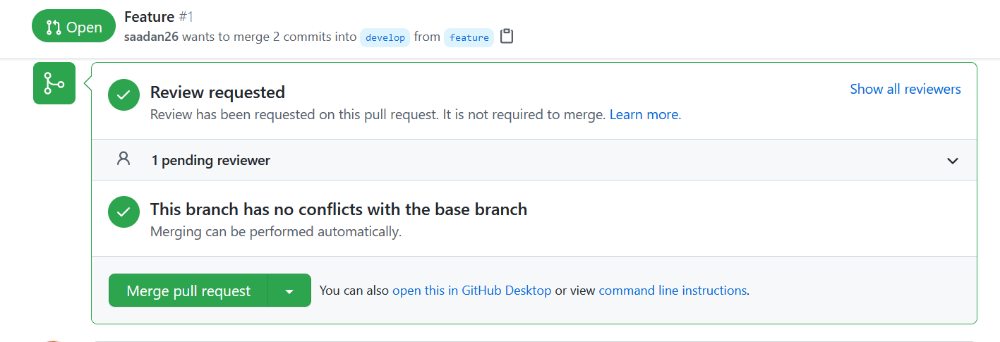 Open
Feature #1
saadan26 wants to merge 2 commits into develop from feature
Review requested
Show all reviewers
Review has been requested on this pull request. It is not required to merge. Learn more.
1 pending reviewer
This branch has no conflicts with the base branch
Merging can be performed automatically.
Merge pull request
You can also open this in GitHub Desktop or view command line instructions.